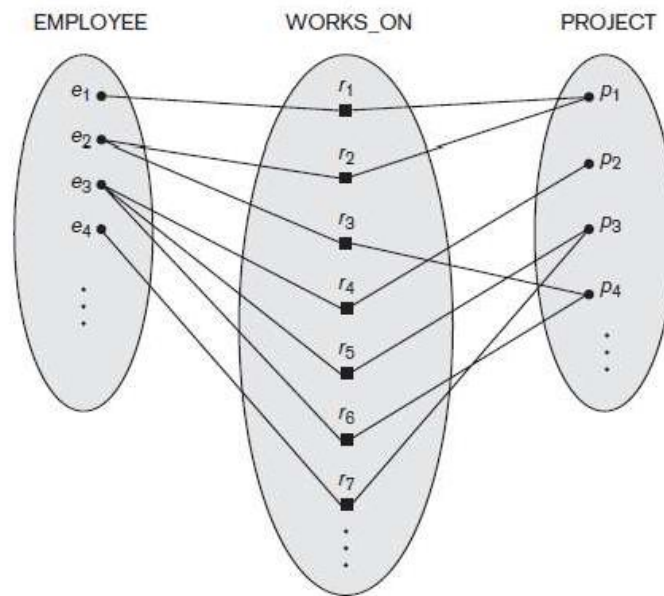 EMPLOYEE
WORKS_ON
PROJECT
e₁
e₂
e₃
e₄
r₁
r₂
r₃
r₄
r₅
r₆
r₇
p₁
p₂
p₃
p₄